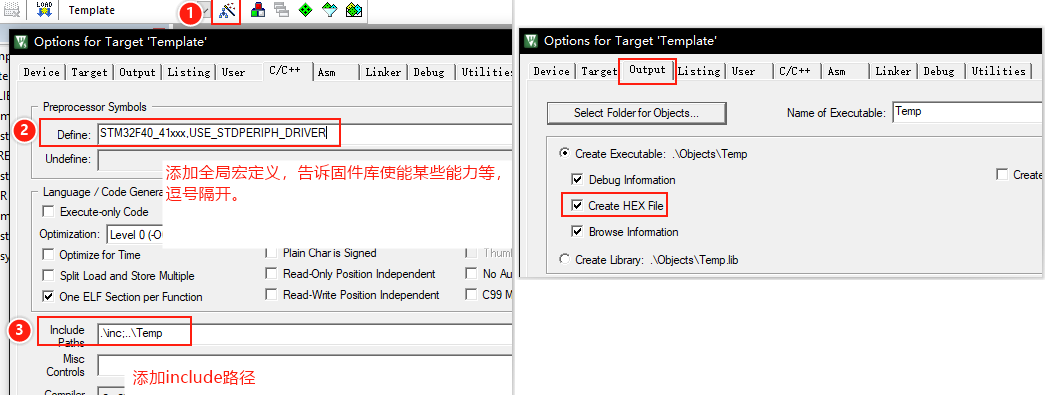 LOAD
Template
1
Options for Target 'Template'
Device Target Output Listing User C/C++ Asm Linker Debug Utilities
Preprocessor Symbols
2
Define: STM32F40_41xxx,USE_STDPERIPH_DRIVER
Undefine:
添加全局宏定义，告诉固件库使能某些能力等，
逗号隔开。
Language / Code Genera
Execute-only Code
Optimization: Level 0 (-O
Optimize for Time
Split Load and Store Multiple
One ELF Section per Function
Plain Char is Signed
Read-Only Position Independent
Read-Write Position Independent
Thum
No Au
C99 M
3
Include
Paths
.\inc;..\Temp
Misc
Controls
添加include路径
Compiler
Options for Target 'Template'
Device Target Output Listing User C/C++ Asm Linker Debug Utilities
Select Folder for Objects...
Name of Executable: Temp
Create Executable: .\Objects\Temp
Debug Information
Create
Create HEX File
Browse Information
Create Library: .\Objects\Temp.lib